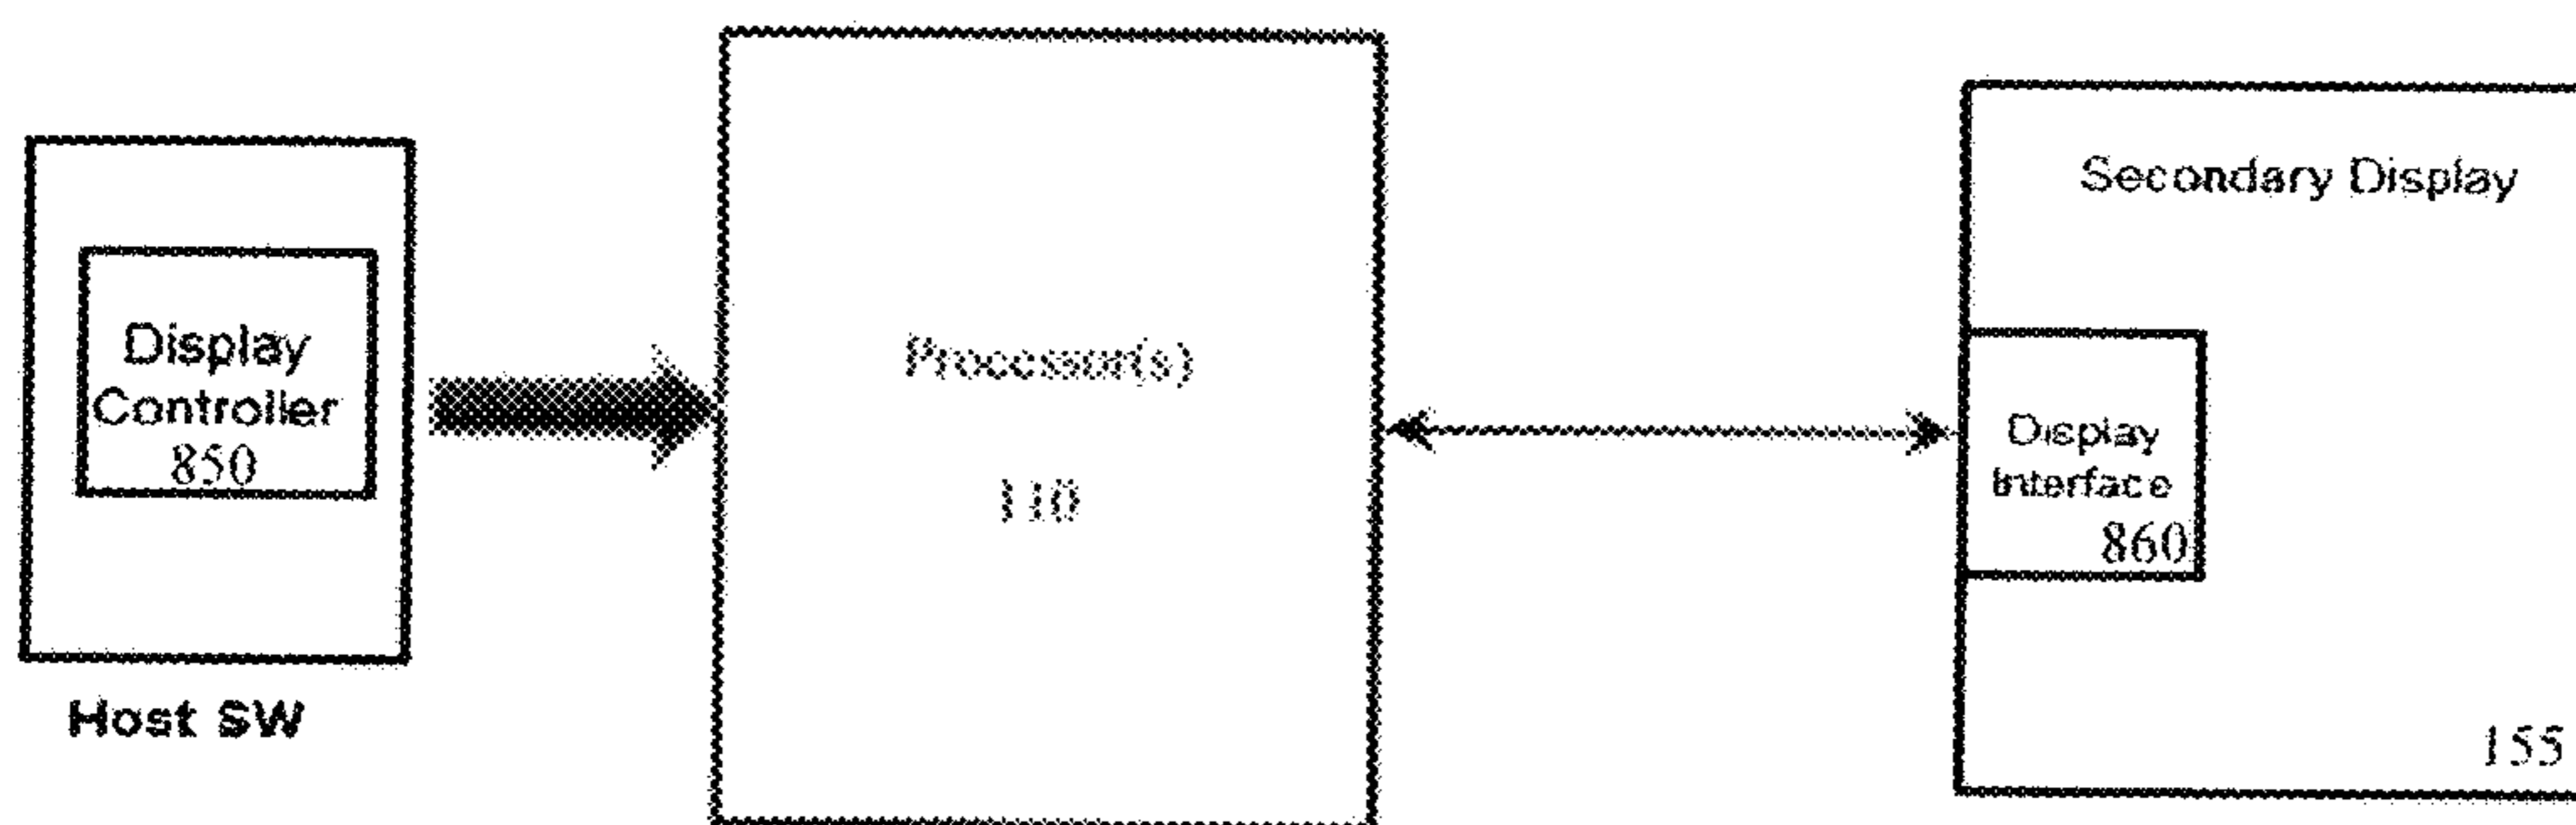 Display
Controller
850
Host SW
Processor(s)
110
Secondary Display
Display
Interface
860
155